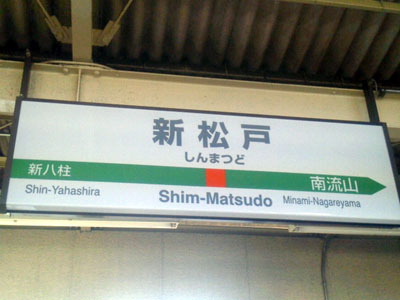 新松戸
しんまつど
新八柱
南流山
Shin-Yahashira
Shim-Matsudo
Minami-Nagareyama